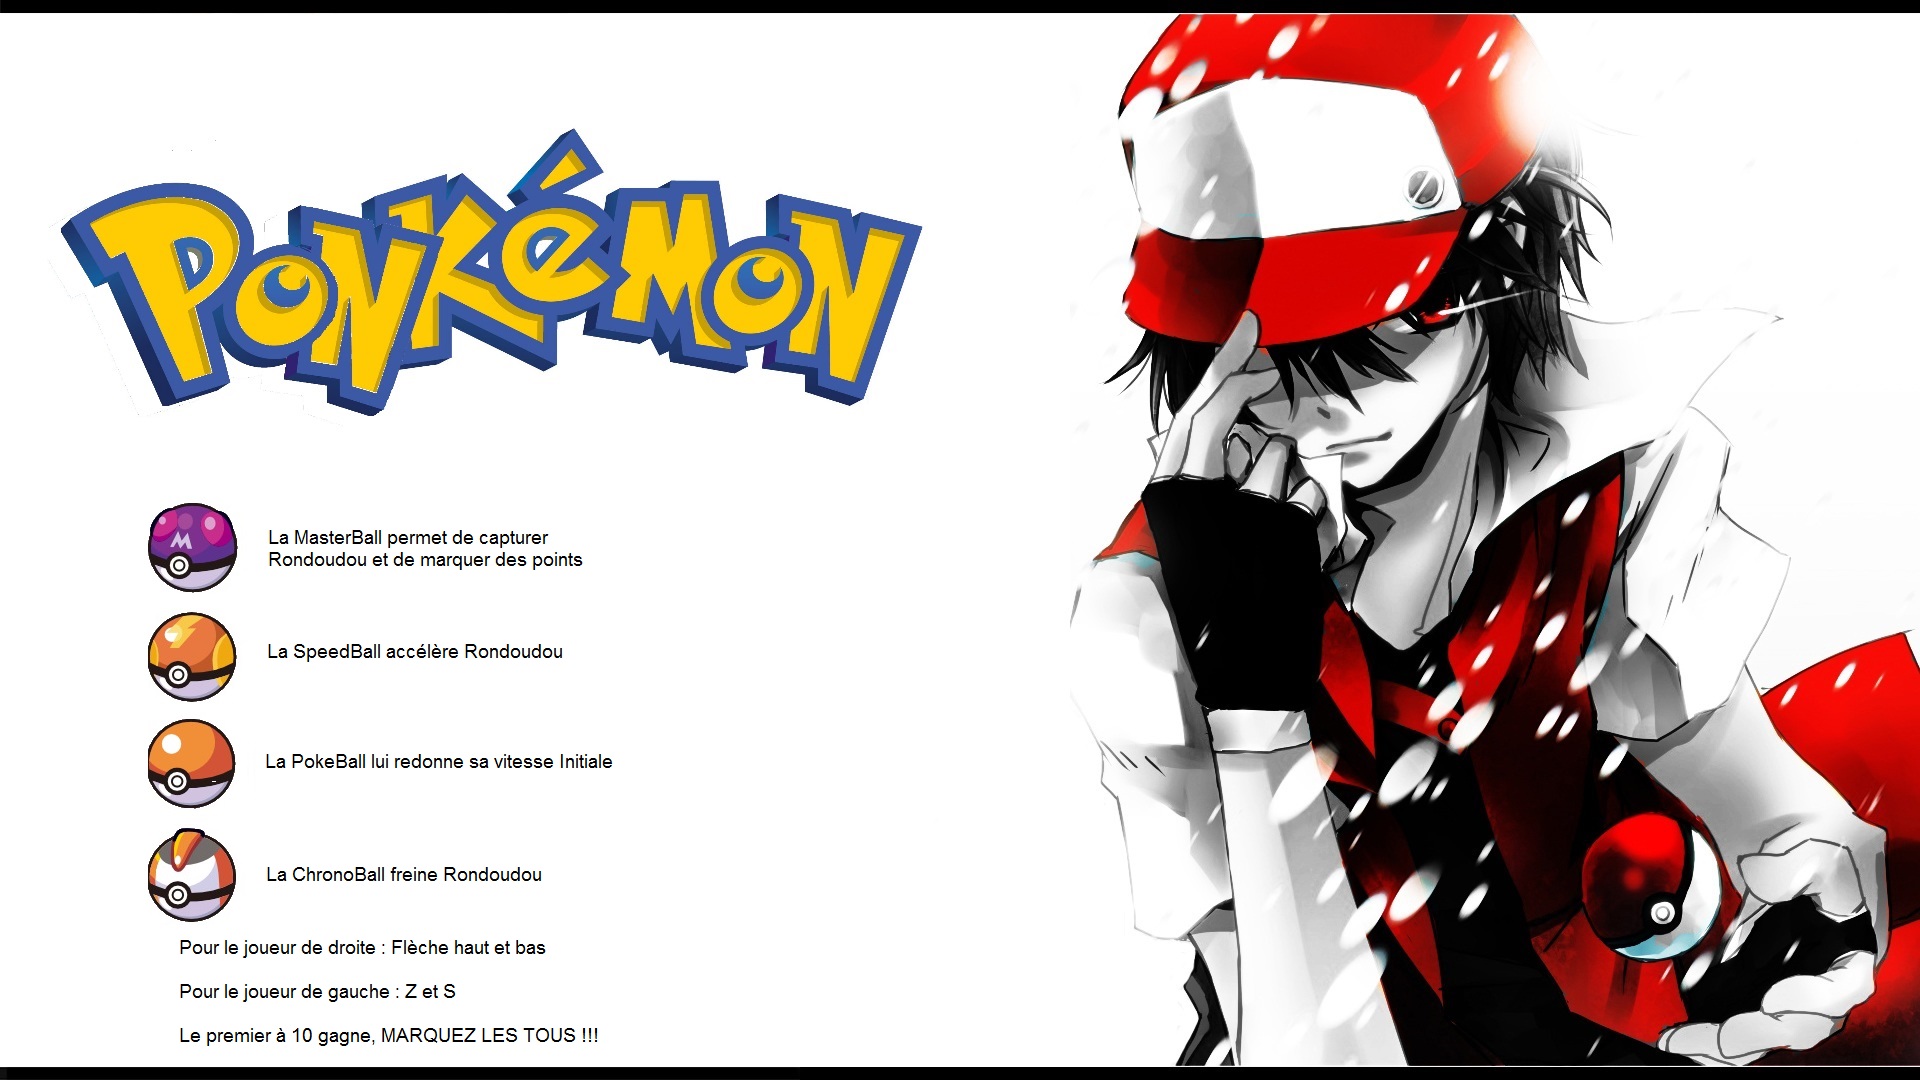 PONKéMON
M
La MasterBall permet de capturer
Rondoudou et de marquer des points
La SpeedBall accélère Rondoudou
La PokeBall lui redonne sa vitesse Initiale
La ChronoBall freine Rondoudou
Pour le joueur de droite : Flèche haut et bas
Pour le joueur de gauche : Z et S
Le premier à 10 gagne, MARQUEZ LES TOUS !!!